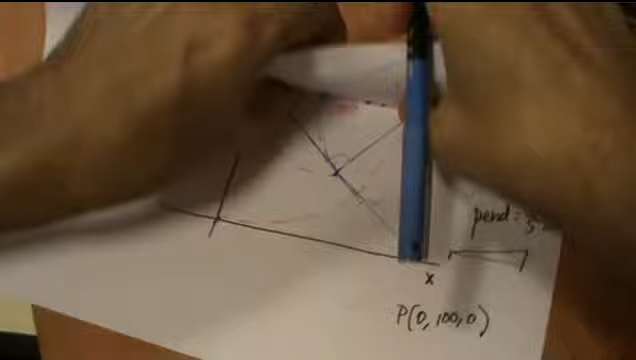 pend =
x
P(0, 100, 0)